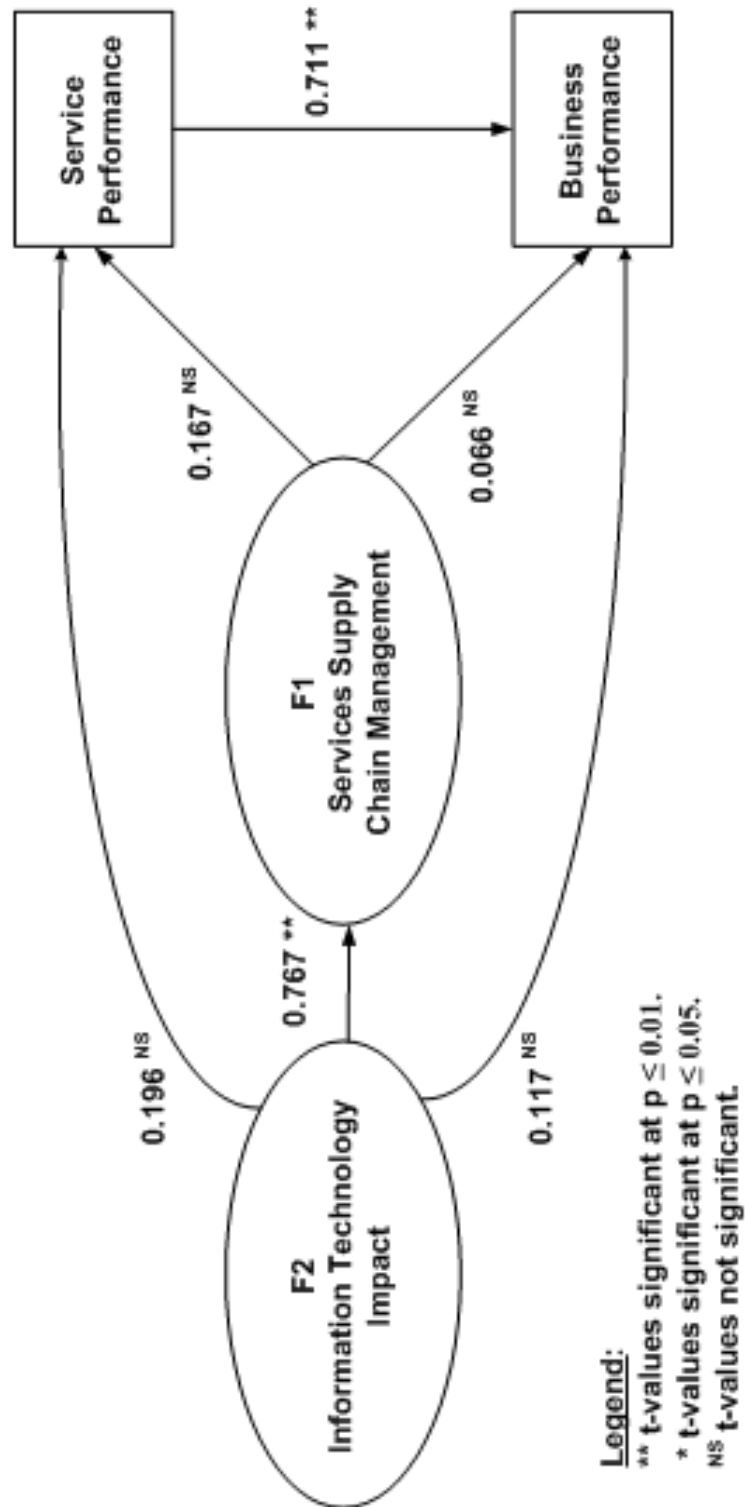 F2
Information Technology
Impact
0.196 NS
0.767 **
0.117 NS
F1
Services Supply
Chain Management
0.167 NS
0.066 NS
Service
Performance
0.711 **
Business
Performance
Legend:
** t-values significant at p ≤ 0.01.
* t-values significant at p ≤ 0.05.
NS t-values not significant.